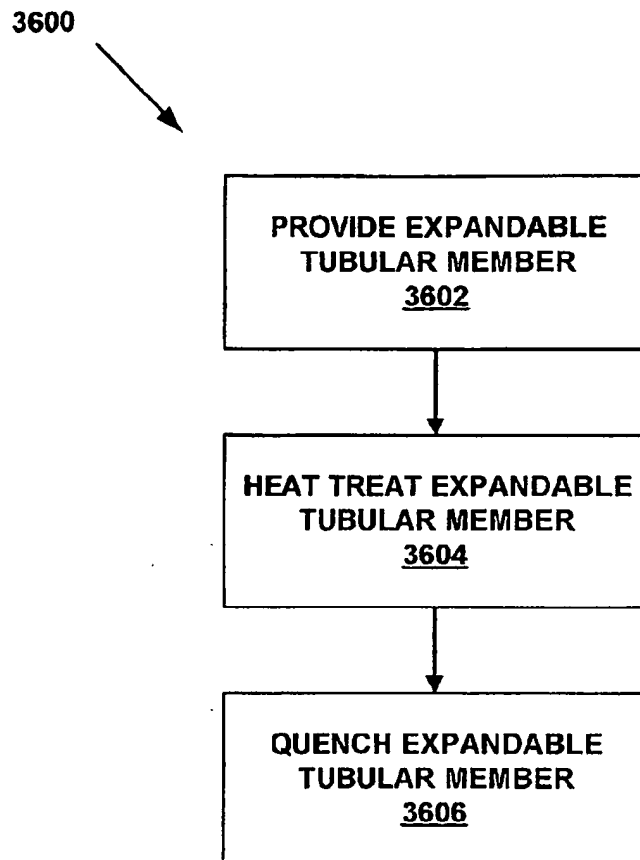 3600
PROVIDE EXPANDABLE
TUBULAR MEMBER
3602
HEAT TREAT EXPANDABLE
TUBULAR MEMBER
3604
QUENCH EXPANDABLE
TUBULAR MEMBER
3606